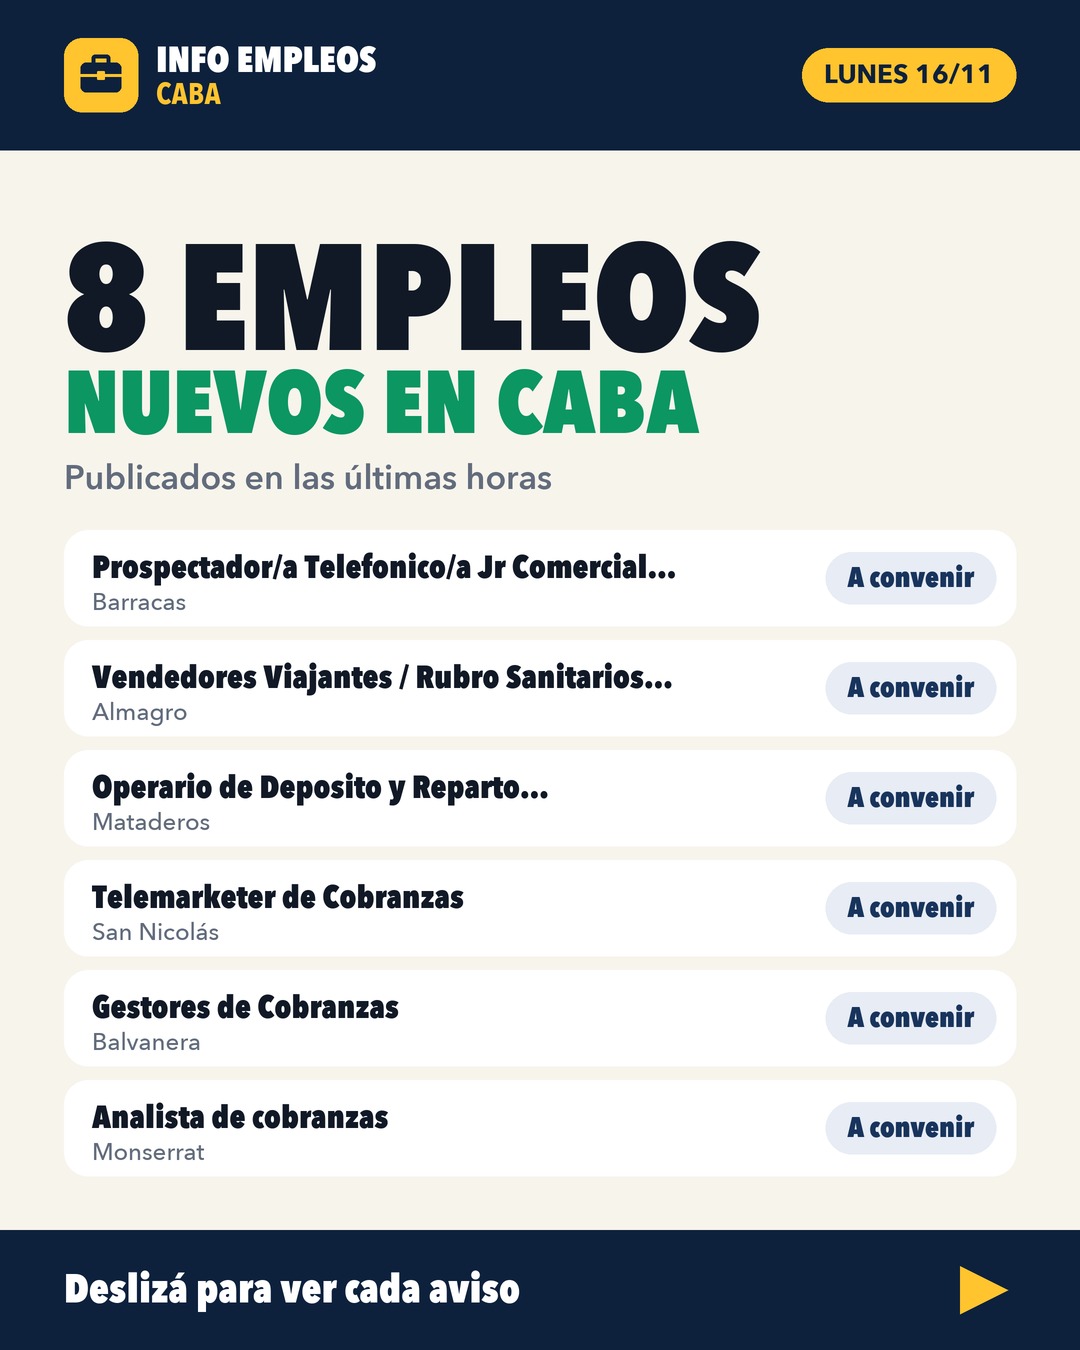 INFO EMPLEOS
CABA
LUNES 16/11
8 EMPLEOS
NUEVOS EN CABA
Publicados en las últimas horas
Prospectador/a Telefonico/a Jr Comercial...
Barracas
A convenir
Vendedores Viajantes / Rubro Sanitarios...
Almagro
A convenir
Operario de Deposito y Reparto...
Mataderos
A convenir
Telemarketer de Cobranzas
San Nicolás
A convenir
Gestores de Cobranzas
Balvanera
A convenir
Analista de cobranzas
Monserrat
A convenir
Deslizá para ver cada aviso